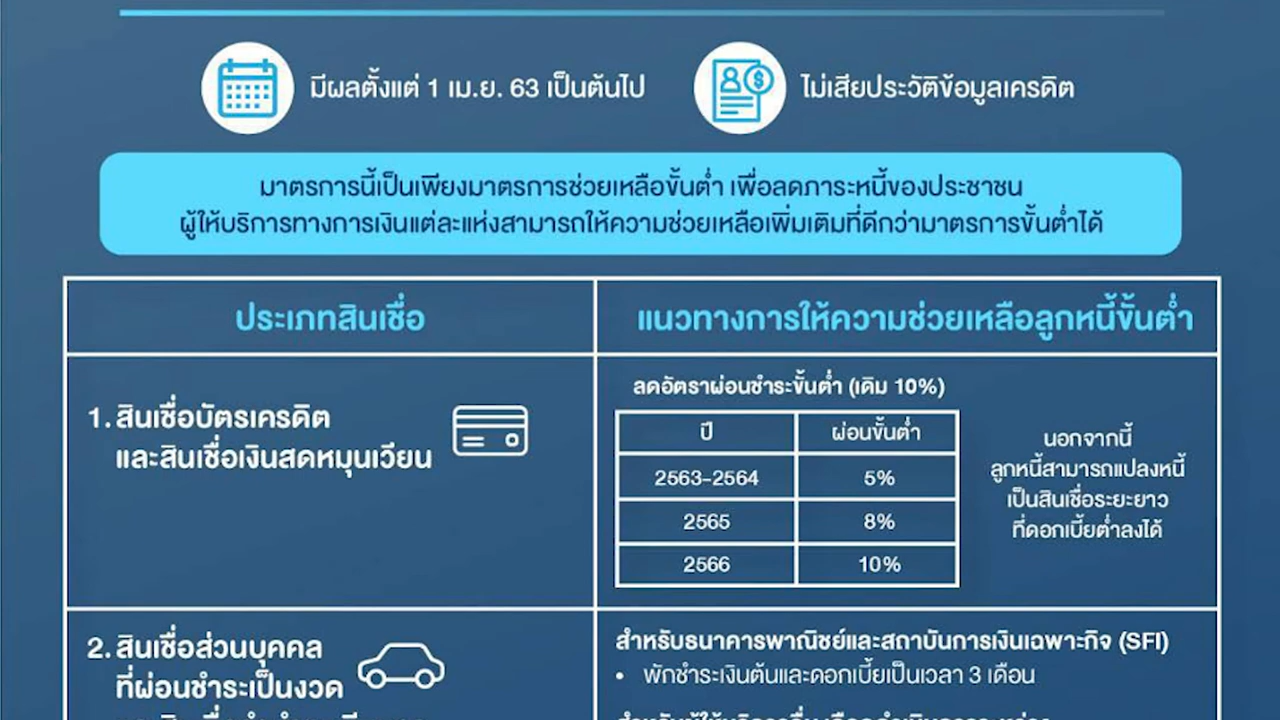 มีผลตั้งแต่ 1 เม.ย. 63 เป็นต้นไป
ไม่เสียประวัติข้อมูลเครดิต
มาตรการนี้เป็นเพียงมาตรการช่วยเหลือขั้นต่ำ เพื่อลดภาระหนี้ของประชาชน
ผู้ให้บริการทางการเงินแต่ละแห่งสามารถให้ความช่วยเหลือเพิ่มเติมที่ดีกว่ามาตรการขั้นต่ำได้
ประเภทสินเชื่อ
แนวทางการให้ความช่วยเหลือลูกหนี้ขั้นต่ำ
1. สินเชื่อบัตรเครดิต
และสินเชื่อเงินสดหมุนเวียน
ลดอัตราผ่อนชำระขั้นต่ำ (เดิม 10%)
ปี ผ่อนขั้นต่ำ
2563-2564 5%
2565 8%
2566 10%
นอกจากนี้
ลูกหนี้สามารถแปลงหนี้
เป็นสินเชื่อระยะยาว
ที่ดอกเบี้ยต่ำลงได้
2. สินเชื่อส่วนบุคคล
ที่ผ่อนชำระเป็นงวด
สำหรับธนาคารพาณิชย์และสถาบันการเงินเฉพาะกิจ (SFI)
• พักชำระเงินต้นและดอกเบี้ยเป็นเวลา 3 เดือน